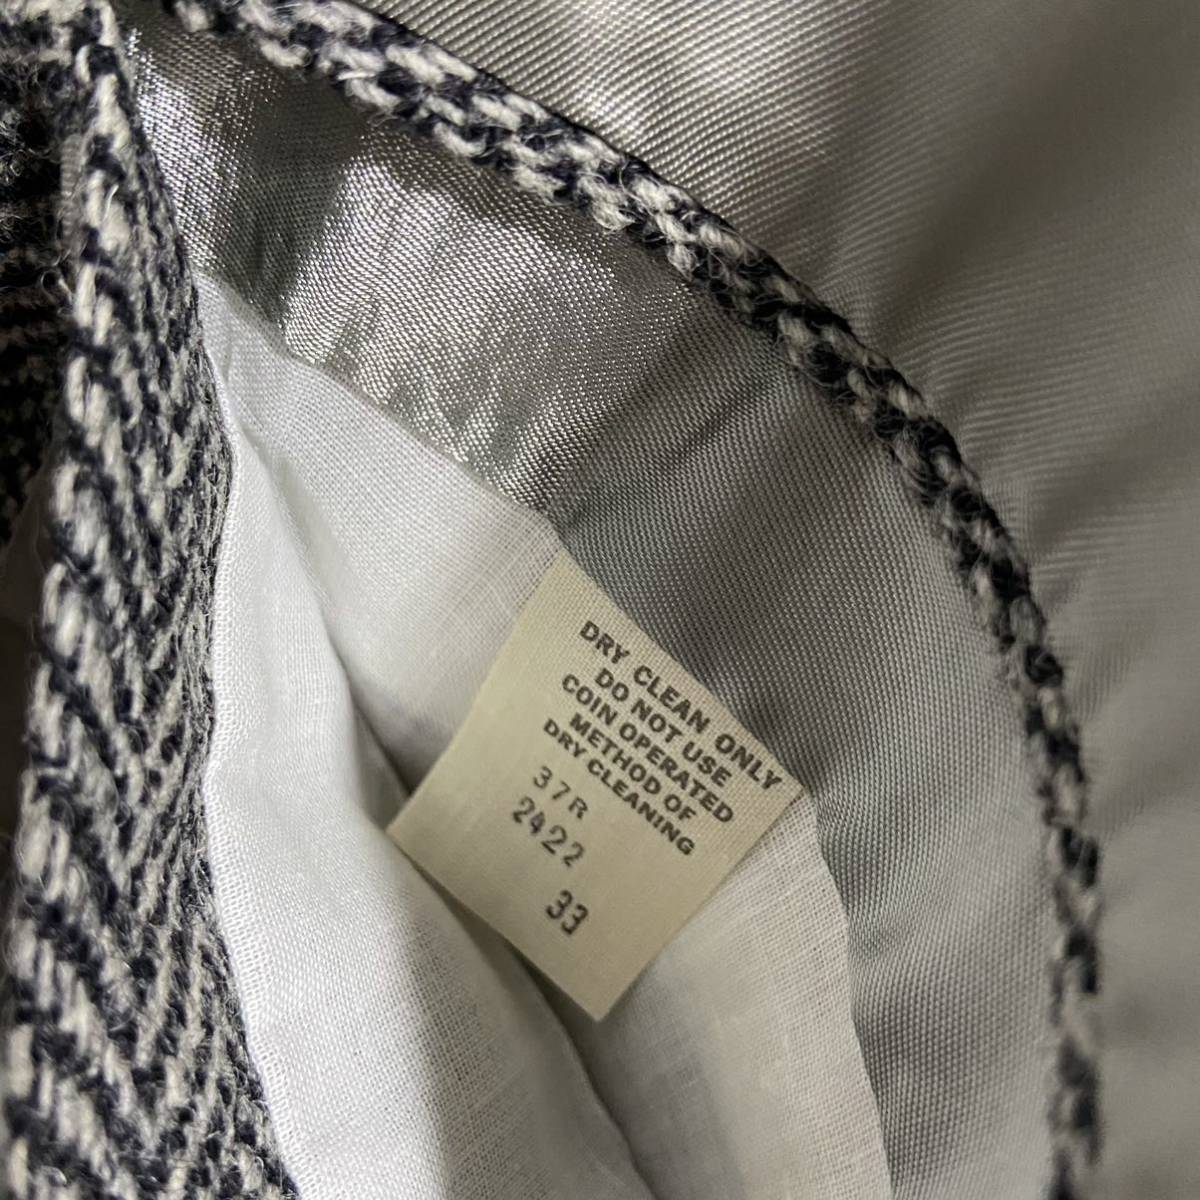 DRY CLEAN ONLY
DO NOT USE
COIN OPERATED
METHOD OF
DRY CLEANING
37R
2422
33